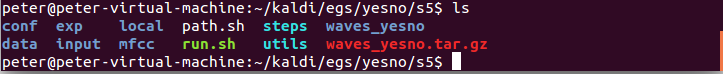 peter@peter-virtual-machine:~/kaldi/egs/yesno/s5$ ls
conf exp local path.sh steps waves_yesno
data input mfcc run.sh utils waves_yesno.tar.gz
peter@peter-virtual-machine:~/kaldi/egs/yesno/s5$